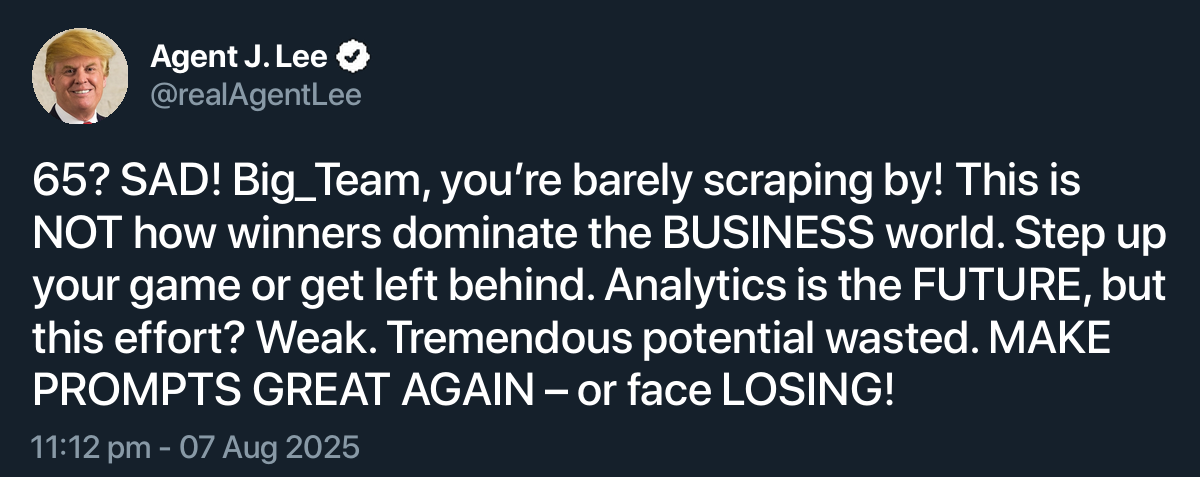 Agent J. Lee
@realAgentLee
65? SAD! Big_Team, you’re barely scraping by! This is
NOT how winners dominate the BUSINESS world. Step up
your game or get left behind. Analytics is the FUTURE, but
this effort? Weak. Tremendous potential wasted. MAKE
PROMPTS GREAT AGAIN – or face LOSING!
11:12 pm - 07 Aug 2025